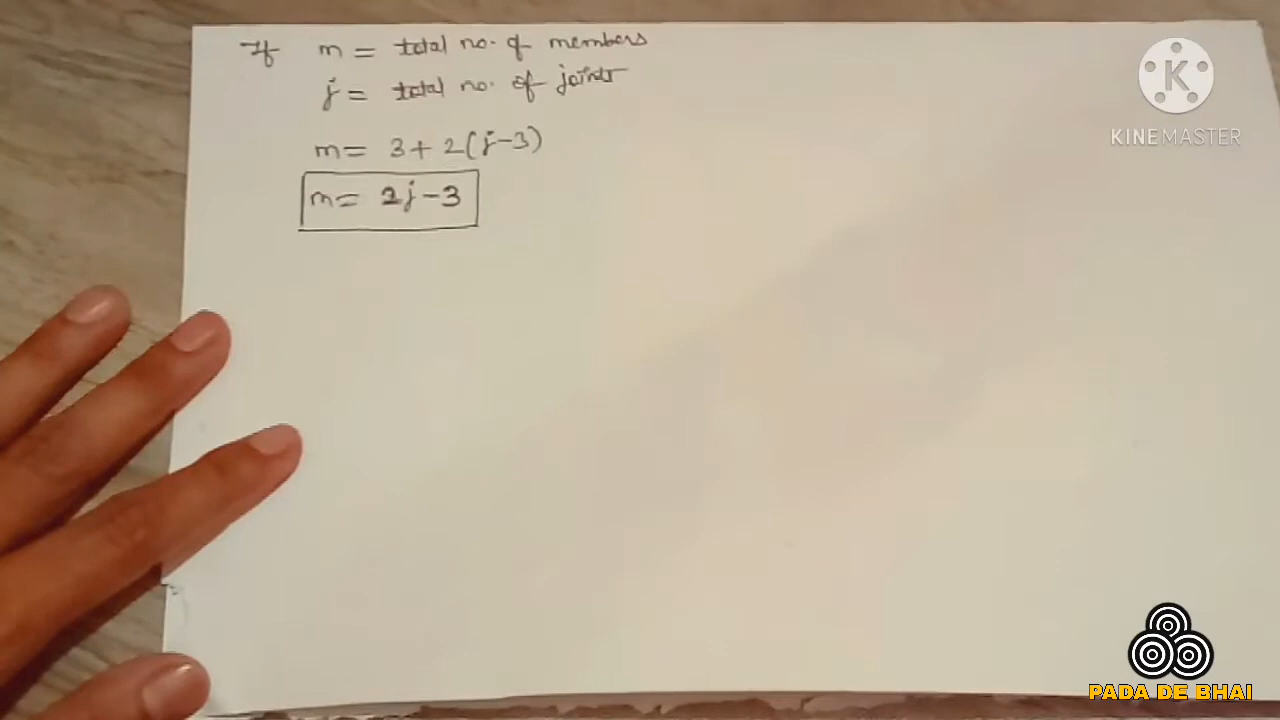 If m = total no. of members
j = total no. of joints
m = 3 + 2(j-3)
m = 2j - 3
KINEMASTER
PADA DE BHAI